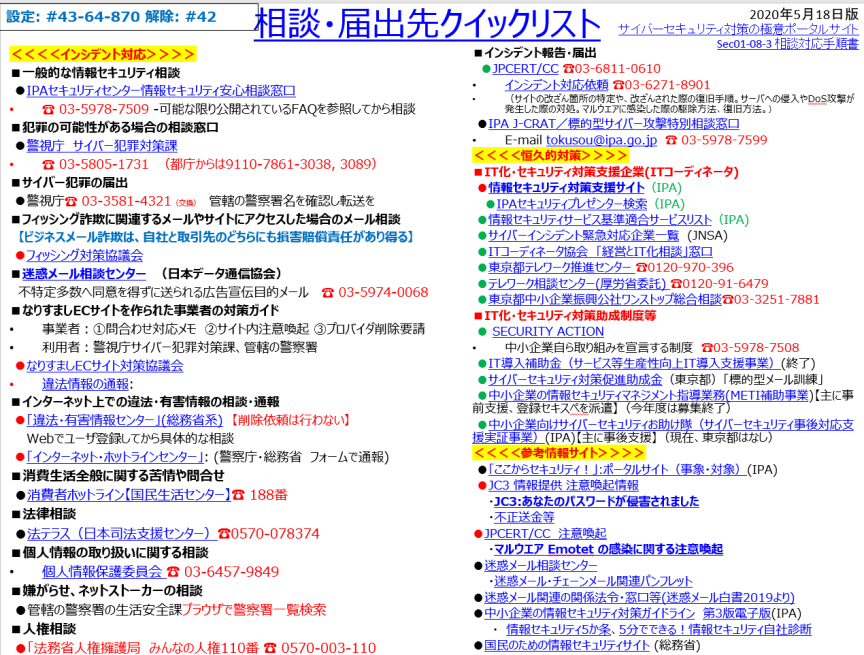 設定: #43-64-870 解除: #42
相談・届出先クイックリスト
2020年5月18日版
サイバーセキュリティ対策の極意ポータルサイト
Sec01-08-3 相談対応手順書
<<<<インシデント対応>>>>
■一般的な情報セキュリティ相談
●IPAセキュリティセンター情報セキュリティ安心相談窓口
• ☎ 03-5978-7509 -可能な限り公開されているFAQを参照してから相談
■犯罪の可能性がある場合の相談窓口
●警視庁 サイバー犯罪対策課
• ☎ 03-5805-1731 （都庁からは9110-7861-3038, 3089）
■サイバー犯罪の届出
●警視庁☎ 03-3581-4321 (交換) 管轄の警察署名を確認し転送を
■フィッシング詐欺に関連するメールやサイトにアクセスした場合のメール相談
【ビジネスメール詐欺は、自社と取引先のどちらにも損害賠償責任があり得る】
●フィッシング対策協議会
■迷惑メール相談センター （日本データ通信協会）
不特定多数へ同意を得ずに送られる広告宣伝目的メール ☎ 03-5974-0068
■なりすましECサイトを作られた事業者の対策ガイド
• 事業者：①問合わせ対応メモ ②サイト内注意喚起 ③プロバイダ削除要請
• 利用者：警視庁サイバー犯罪対策課、管轄の警察署
●なりすましECサイト対策協議会
• 違法情報の通報:
■インターネット上での違法・有害情報の相談・通報
●「違法・有害情報センター」(総務省系) 【削除依頼は行わない】
Webでユーザ登録してから具体的な相談
●「インターネット・ホットラインセンター」: (警察庁・総務省 フォームで通報)
■消費生活全般に関する苦情や問合せ
●消費者ホットライン【国民生活センター】☎ 188番
■法律相談
●法テラス（日本司法支援センター）☎0570-078374
■個人情報の取り扱いに関する相談
• 個人情報保護委員会 ☎ 03-6457-9849
■嫌がらせ、ネットストーカーの相談
●管轄の警察署の生活安全課ブラウザで警察署一覧検索
■人権相談
●「法務省人権擁護局 みんなの人権110番 ☎ 0570-003-110
■インシデント報告・届出
●JPCERT/CC ☎03-6811-0610
• インシデント対応依頼 ☎03-6271-8901
• （サイトの改ざん箇所の特定や、改ざんされた際の復旧手順。サーバへの侵入やDoS攻撃が
発生した際の対処。マルウエアに感染した際の駆除方法、復旧方法。）
●IPA J-CRAT／標的型サイバー攻撃特別相談窓口
• E-mail tokusou@ipa.go.jp ☎ 03-5978-7599
<<<<恒久的対策>>>>
■IT化・セキュリティ対策支援企業(ITコーディネータ)
●情報セキュリティ対策支援サイト（IPA）
●IPAセキュリティプレゼンター検索（IPA）
●情報セキュリティサービス基準適合サービスリスト（IPA）
●サイバーインシデント緊急対応企業一覧 (JNSA)
●ITコーディネータ協会 「経営とIT化相談」窓口
●東京都テレワーク推進センター ☎0120-970-396
●テレワーク相談センター(厚労省委託) ☎0120-91-6479
●東京都中小企業振興公社ワンストップ総合相談☎03-3251-7881
■IT化・セキュリティ対策助成制度等
● SECURITY ACTION
• 中小企業自ら取り組みを宣言する制度 ☎03-5978-7508
●IT導入補助金（サービス等生産性向上IT導入支援事業）(終了)
●サイバーセキュリティ対策促進助成金（東京都）「標的型メール訓練」
●中小企業の情報セキュリティマネジメント指導業務(METI補助事業)【主に事
前支援、登録セキスペを派遣】（今年度は募集終了）
●中小企業向けサイバーセキュリティお助け隊（サイバーセキュリティ事後対応支
援実証事業）(IPA)【主に事後支援】（現在、東京都はなし）
<<<<参考情報サイト>>>>
●「ここからセキュリティ！」:ポータルサイト（事象・対象）(IPA)
●JC3 情報提供 注意喚起情報
・JC3:あなたのパスワードが侵害されました
・不正送金等
●JPCERT/CC 注意喚起
・マルウエア Emotet の感染に関する注意喚起
●迷惑メール相談センター
・迷惑メール・チェーンメール関連パンフレット
●迷惑メール関連の関係法令・窓口等(迷惑メール白書2019より)
●中小企業の情報セキュリティ対策ガイドライン 第3版電子版(IPA)
・ 情報セキュリティ5か条、5分でできる！情報セキュリティ自社診断
●国民のための情報セキュリティサイト (総務省)